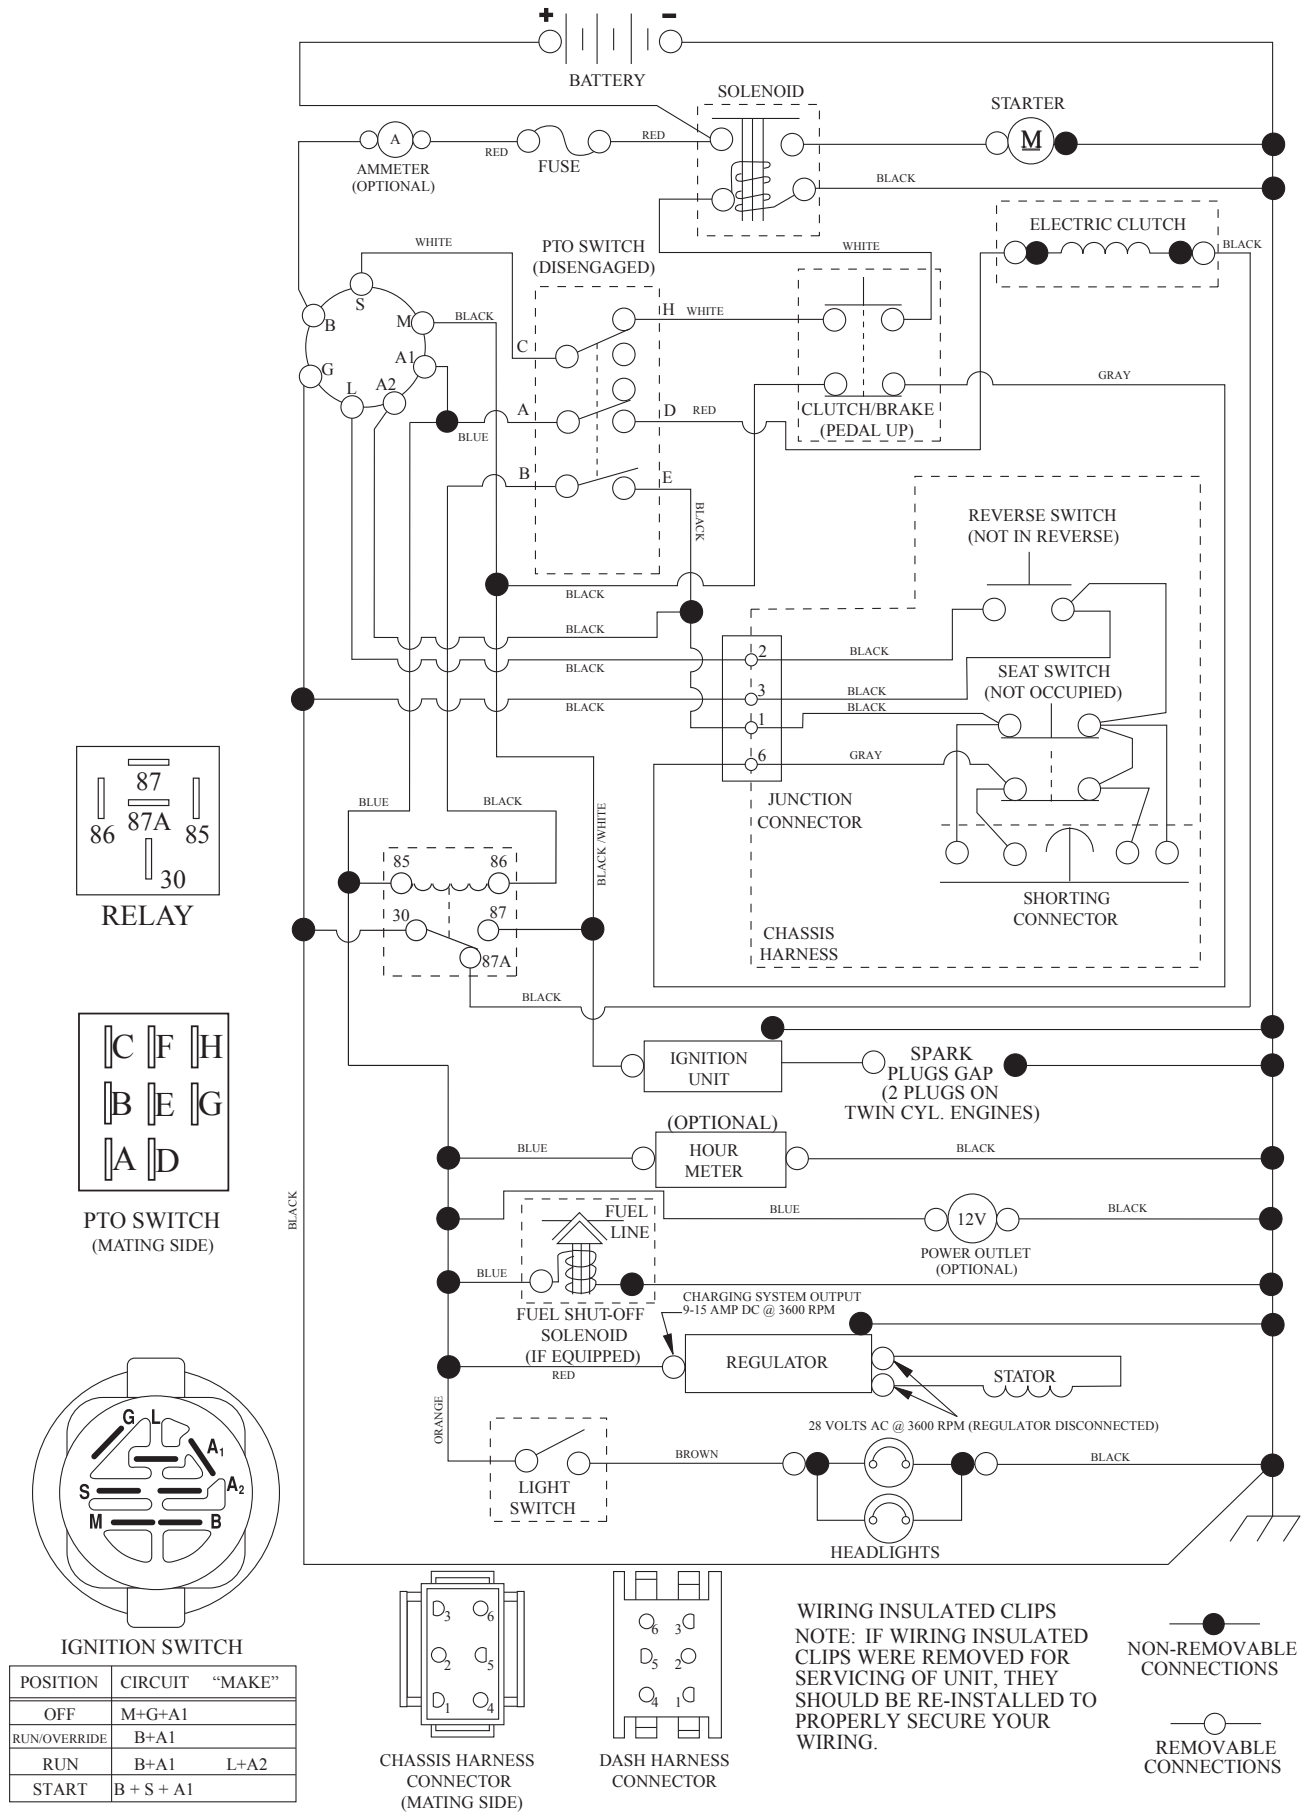 + −
BATTERY
SOLENOID
STARTER
A
RED
FUSE
RED
M
AMMETER
(OPTIONAL)
BLACK
ELECTRIC CLUTCH
WHITE
PTO SWITCH
(DISENGAGED)
WHITE
BLACK
S
B
M
BLACK
H
WHITE
C
G
A1
L
A2
A
BLUE
D
RED
CLUTCH/BRAKE
(PEDAL UP)
GRAY
B
E
BLACK
REVERSE SWITCH
(NOT IN REVERSE)
BLACK
BLACK
2
BLACK
BLACK
SEAT SWITCH
(NOT OCCUPIED)
3
BLACK
BLACK
BLACK
1
6
GRAY
JUNCTION
CONNECTOR
87
87A
86
85
30
RELAY
BLUE
BLACK
BLACK /WHITE
85
86
30
87
87A
SHORTING
CONNECTOR
CHASSIS
HARNESS
BLACK
C F H
B E G
A D
PTO SWITCH
(MATING SIDE)
IGNITION
UNIT
SPARK
PLUGS GAP
(2 PLUGS ON
TWIN CYL. ENGINES)
(OPTIONAL)
HOUR
METER
BLUE
BLACK
BLACK
FUEL
LINE
BLUE
12V
BLACK
POWER OUTLET
(OPTIONAL)
BLUE
FUEL SHUT-OFF
SOLENOID
(IF EQUIPPED)
CHARGING SYSTEM OUTPUT
9-15 AMP DC @ 3600 RPM
REGULATOR
RED
STATOR
28 VOLTS AC @ 3600 RPM (REGULATOR DISCONNECTED)
ORANGE
LIGHT
SWITCH
BROWN
BLACK
HEADLIGHTS
G L
A1
S
A2
M
B
IGNITION SWITCH
POSITION CIRCUIT “MAKE”
OFF M+G+A1
RUN/OVERRIDE B+A1
RUN B+A1 L+A2
START B + S + A1
3 6
2 5
1 4
CHASSIS HARNESS
CONNECTOR
(MATING SIDE)
6 3
5 2
4 1
DASH HARNESS
CONNECTOR
WIRING INSULATED CLIPS
NOTE: IF WIRING INSULATED
CLIPS WERE REMOVED FOR
SERVICING OF UNIT, THEY
SHOULD BE RE-INSTALLED TO
PROPERLY SECURE YOUR
WIRING.
NON-REMOVABLE
CONNECTIONS
REMOVABLE
CONNECTIONS